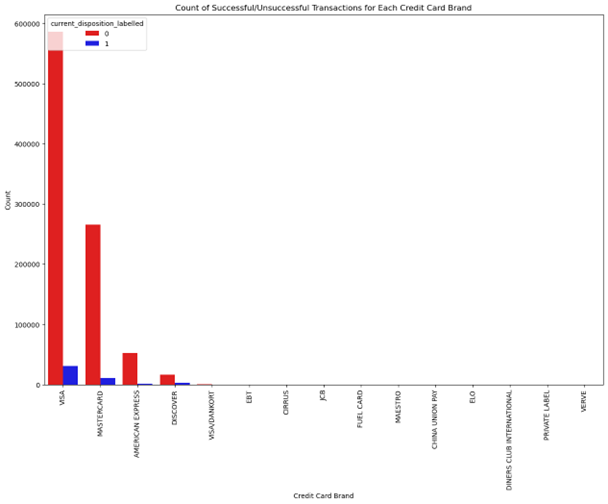 Count of Successful/Unsuccessful Transactions for Each Credit Card Brand
current_disposition_labelled
0
1
600000
500000
400000
300000
200000
100000
0
Count
VISA
MASTERCARD
AMERICAN EXPRESS
DISCOVER
VISA/DANKORT
EBT
CIRRUS
JCB
FUEL CARD
MAESTRO
CHINA UNION PAY
ELO
DINERS CLUB INTERNATIONAL
PRIVATE LABEL
VERVE
Credit Card Brand